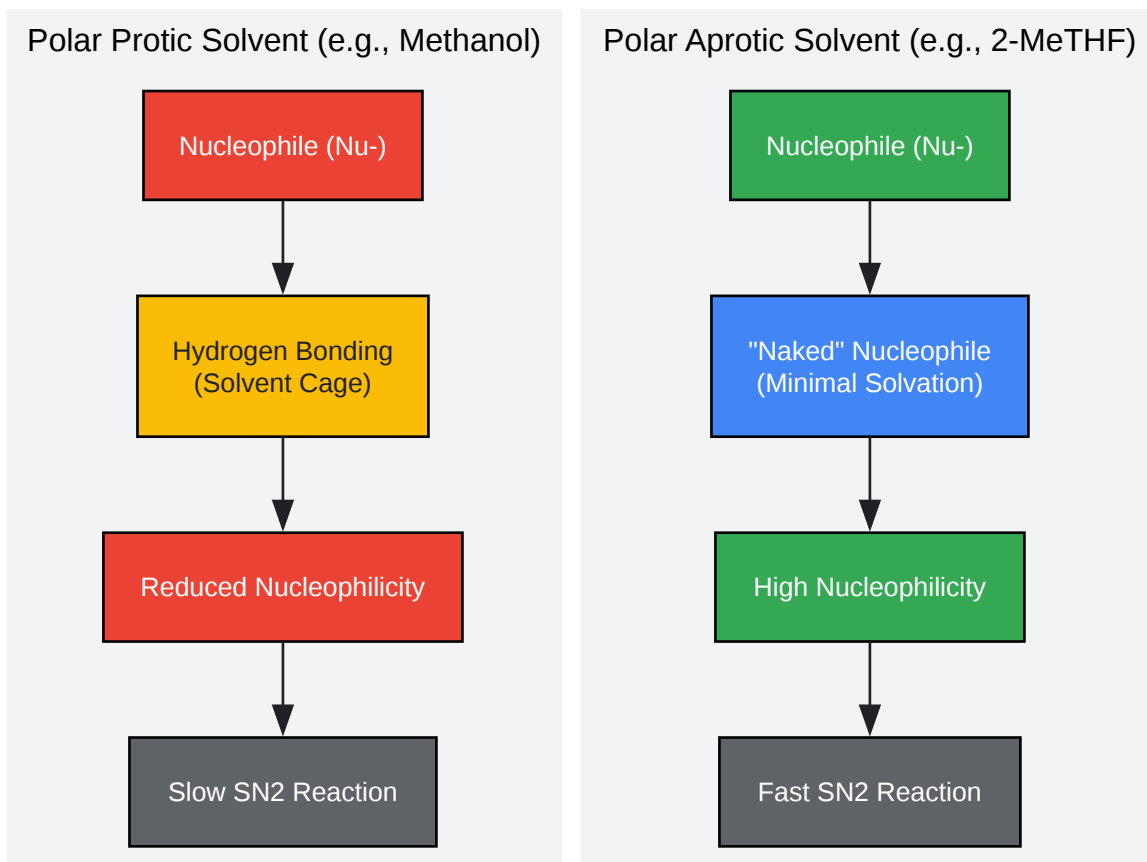 Polar Protic Solvent (e.g., Methanol)
Nucleophile (Nu-)
Hydrogen Bonding
(Solvent Cage)
Reduced Nucleophilicity
Slow SN2 Reaction
Polar Aprotic Solvent (e.g., 2-MeTHF)
Nucleophile (Nu-)
"Naked" Nucleophile
(Minimal Solvation)
High Nucleophilicity
Fast SN2 Reaction